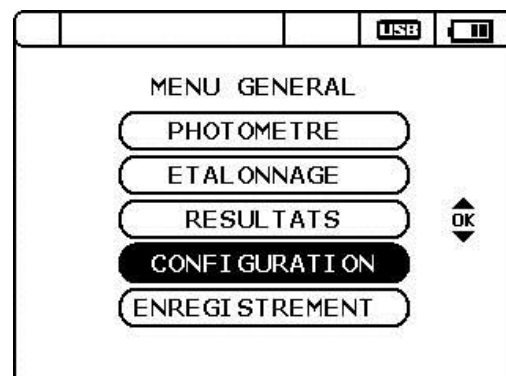 USB
MENU GENERAL
PHOTOMETRE
ETALONNAGE
RESULTATS
OK
CONFIGURATION
ENREGISTREMENT